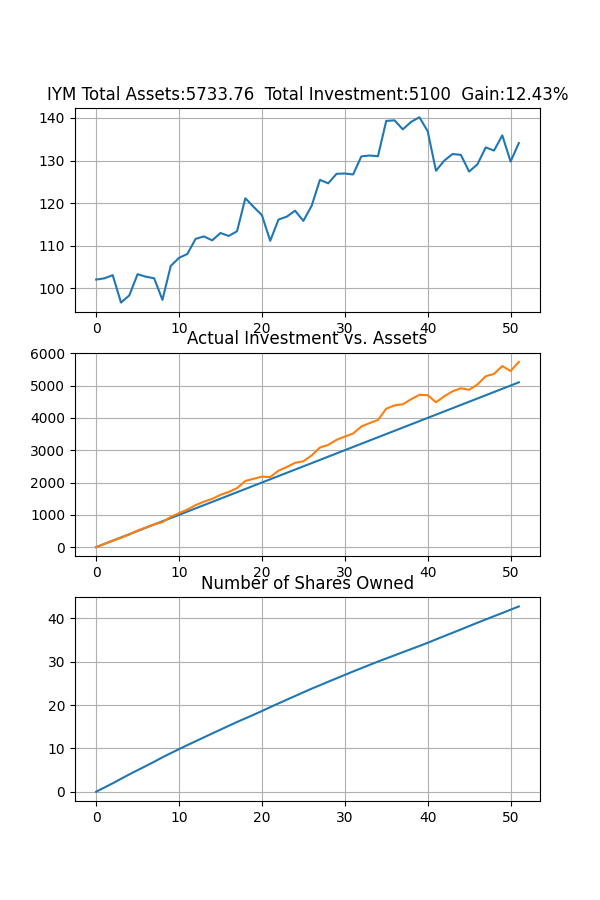 IYM Total Assets:5733.76  Total Investment:5100  Gain:12.43%
140
130
120
110
100
0 10 20 30 40 50
Actual Investment vs. Assets
6000
5000
4000
3000
2000
1000
0
0 10 20 30 40 50
Number of Shares Owned
40
30
20
10
0
0 10 20 30 40 50